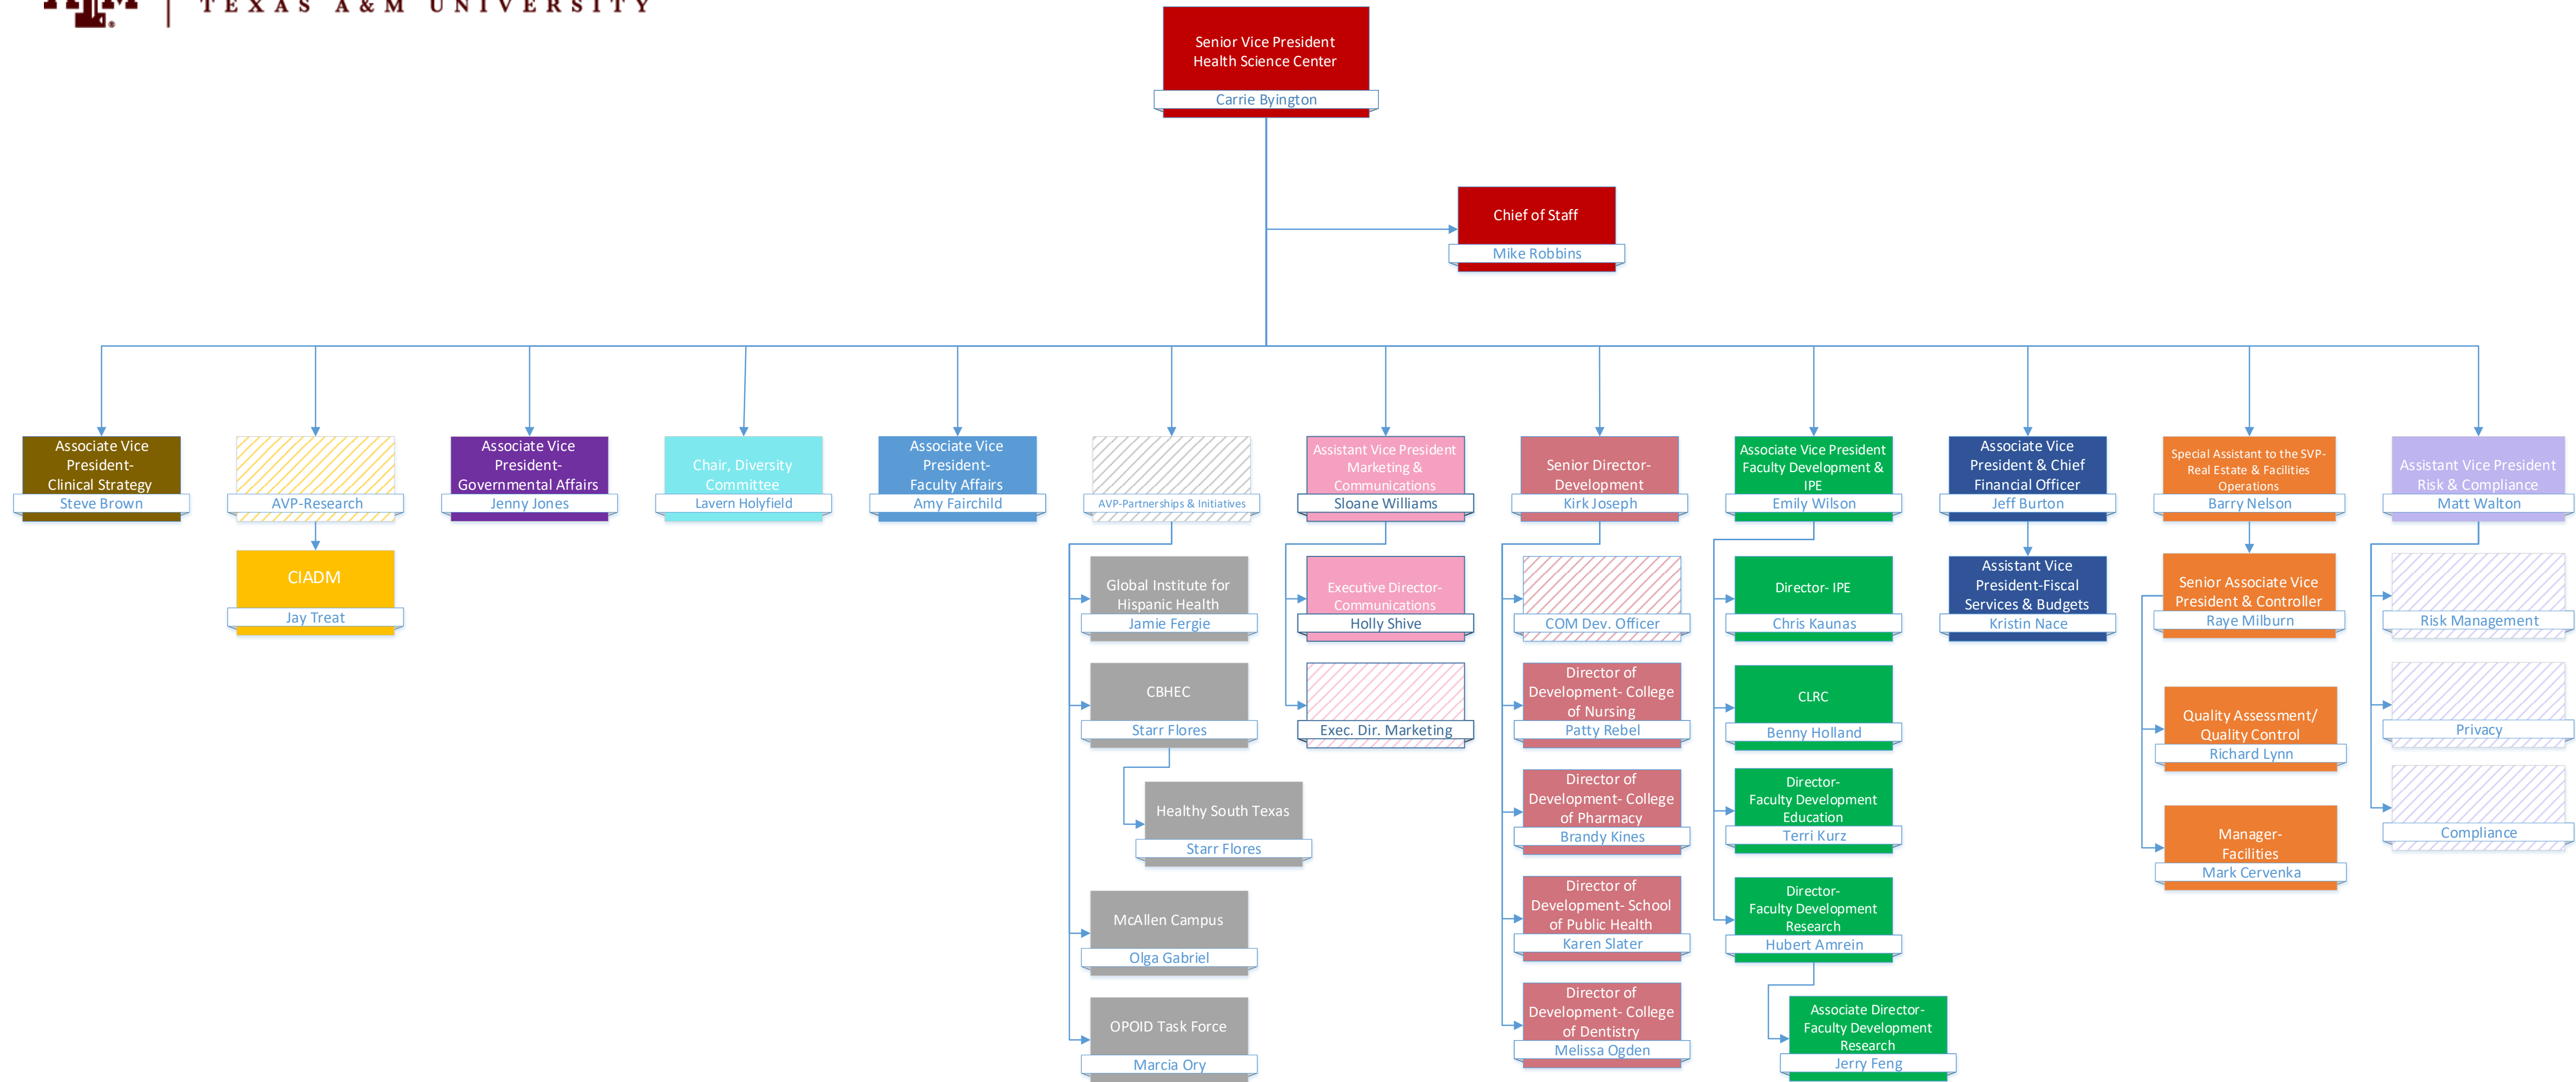 TEXAS A&M UNIVERSITY
Senior Vice President
Health Science Center
Carrie Byington
Chief of Staff
Mike Robbins
Associate Vice
President-
Clinical Strategy
Steve Brown
AVP-Research
Associate Vice
President-
Governmental Affairs
Jenny Jones
Chair, Diversity
Committee
Lavern Holyfield
Associate Vice
President-
Faculty Affairs
Amy Fairchild
AVP-Partnerships & Initiatives
Assistant Vice President
Marketing &
Communications
Sloane Williams
Senior Director-
Development
Kirk Joseph
Associate Vice President
Faculty Development &
IPE
Emily Wilson
Associate Vice
President & Chief
Financial Officer
Jeff Burton
Special Assistant to the SVP-
Real Estate & Facilities
Operations
Barry Nelson
Assistant Vice President
Risk & Compliance
Matt Walton
CIADM
Jay Treat
Global Institute for
Hispanic Health
Jamie Fergie
CBHEC
Starr Flores
Healthy South Texas
Starr Flores
McAllen Campus
Olga Gabriel
OPOID Task Force
Marcia Ory
Executive Director-
Communications
Holly Shive
Exec. Dir. Marketing
COM Dev. Officer
Director of
Development- College
of Nursing
Patty Rebel
Director of
Development- College
of Pharmacy
Brandy Kines
Director of
Development- School
of Public Health
Karen Slater
Director of
Development- College
of Dentistry
Melissa Ogden
Director- IPE
Chris Kaunas
CLRC
Benny Holland
Director-
Faculty Development
Education
Terri Kurz
Director-
Faculty Development
Research
Hubert Amrein
Associate Director-
Faculty Development
Research
Jerry Feng
Assistant Vice
President-Fiscal
Services & Budgets
Kristin Nace
Senior Associate Vice
President & Controller
Raye Milburn
Quality Assessment/
Quality Control
Richard Lynn
Manager-
Facilities
Mark Cervenka
Risk Management
Privacy
Compliance